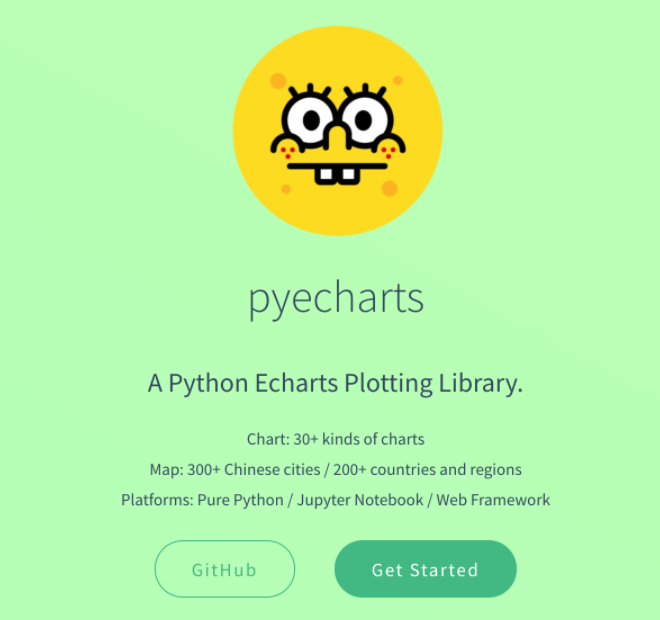 pyecharts
A Python Echarts Plotting Library.
Chart: 30+ kinds of charts
Map: 300+ Chinese cities / 200+ countries and regions
Platforms: Pure Python / Jupyter Notebook / Web Framework
GitHub
Get Started